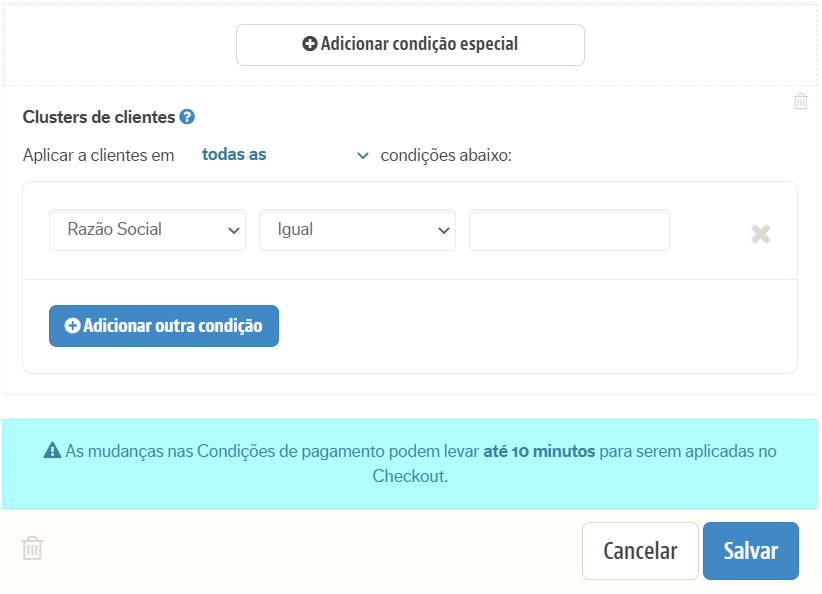 Adicionar condição especial
Clusters de clientes ?
Aplicar a clientes em todas as condições abaixo:
Razão Social Igual
Adicionar outra condição
As mudanças nas Condições de pagamento podem levar até 10 minutos para serem aplicadas no
Checkout.
Cancelar Salvar